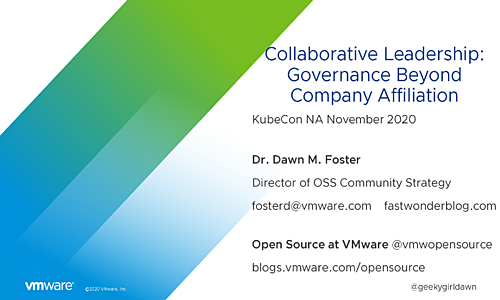 Collaborative Leadership:
Governance Beyond
Company Affiliation
KubeCon NA November 2020
Dr. Dawn M. Foster
Director of OSS Community Strategy
fosterd@vmware.com fastwonderblog.com
Open Source at VMware @vmwopensource
blogs.vmware.com/opensource
vmware®
©2020 VMware, Inc.
@geekygirldawn